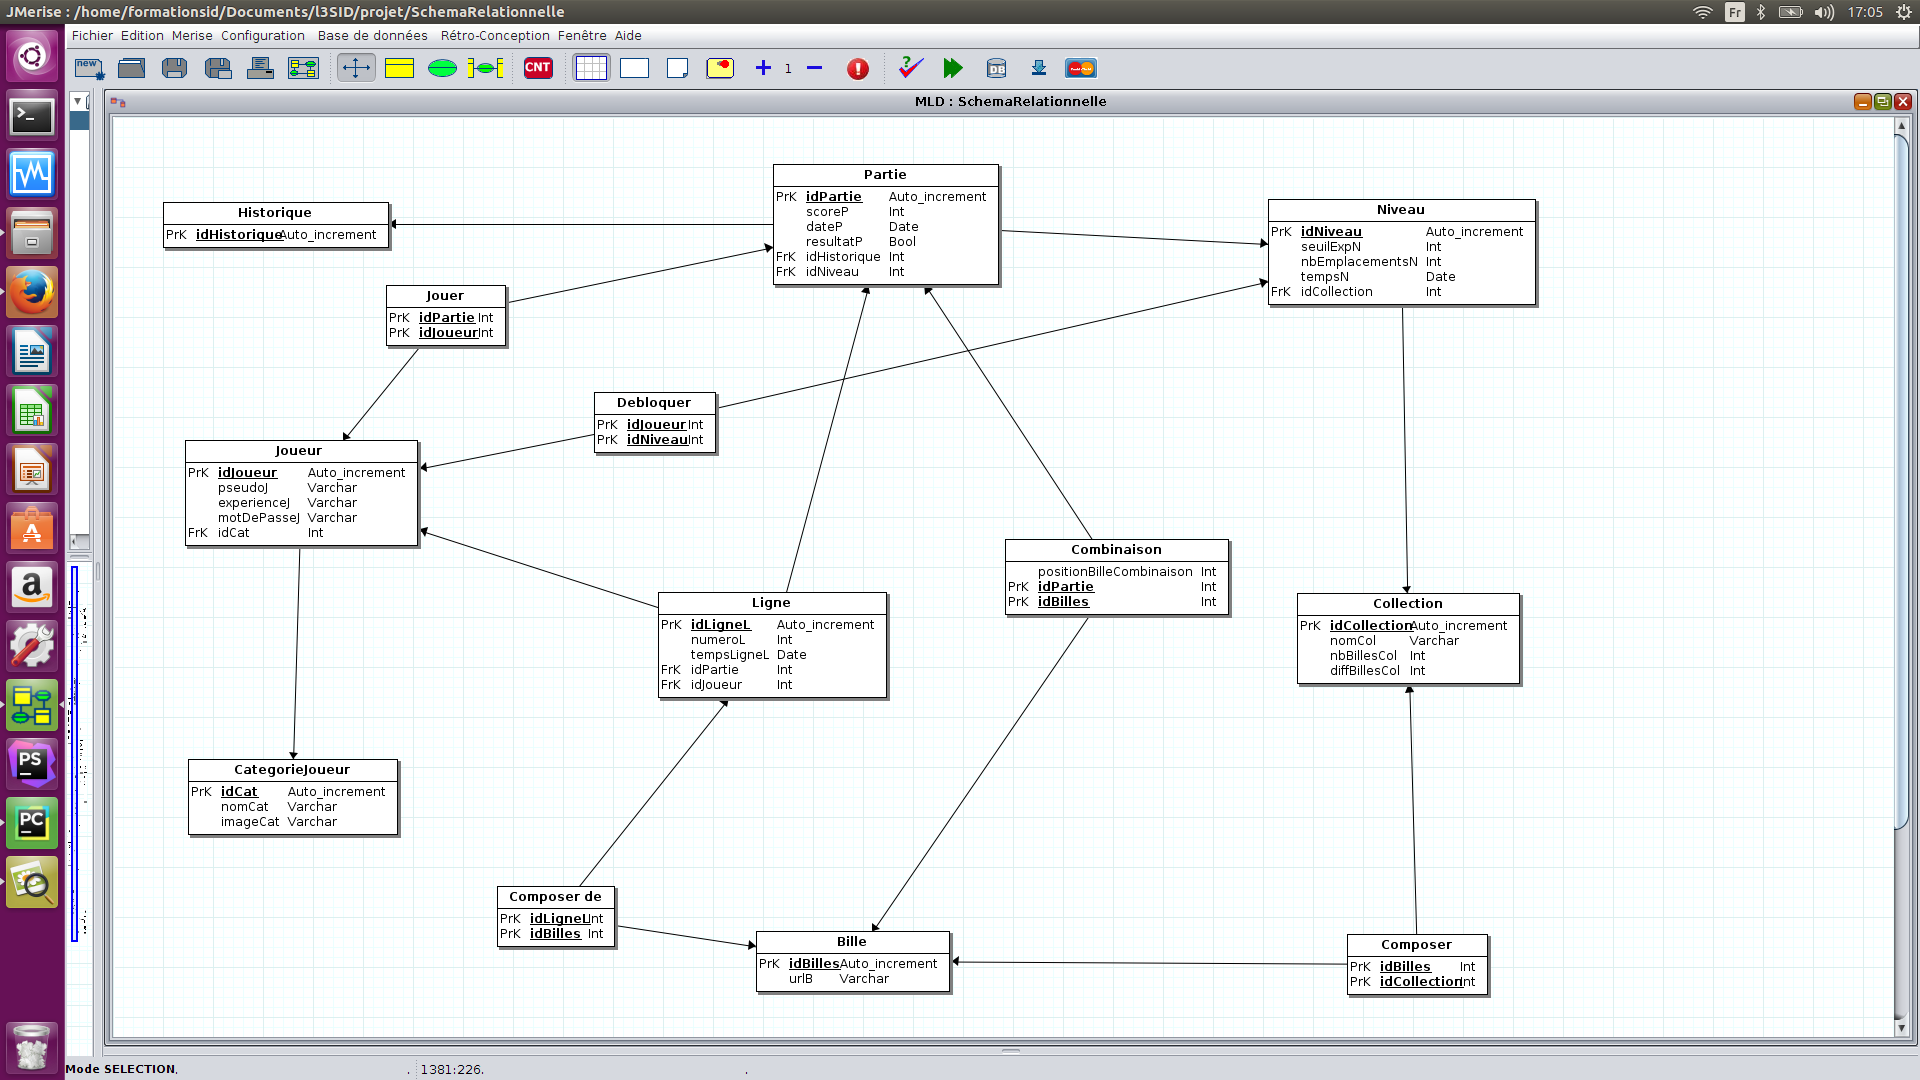 JMerise : /home/formationsid/Documents/l3SID/projet/SchemaRelationnelle
Fr
17:05
Fichier Edition Merise Configuration Base de données Rétro-Conception Fenêtre Aide
new
CNT
1
DB
MLD : SchemaRelationnelle
Partie
PrK idPartie Auto_increment
scoreP Int
dateP Date
resultatP Bool
FrK idHistorique Int
FrK idNiveau Int
Historique
PrK idHistorique Auto_increment
Niveau
PrK idNiveau Auto_increment
seuilExpN Int
nbEmplacementsN Int
tempsN Date
FrK idCollection Int
Jouer
PrK idPartie Int
PrK idJoueur Int
Debloquer
PrK idJoueur Int
PrK idNiveau Int
Joueur
PrK idJoueur Auto_increment
pseudoJ Varchar
experienceJ Varchar
motDePasseJ Varchar
FrK idCat Int
Combinaison
positionBilleCombinaison Int
PrK idPartie Int
PrK idBilles Int
Ligne
PrK idLigneL Auto_increment
numeroL Int
tempsLigneL Date
FrK idPartie Int
FrK idJoueur Int
Collection
PrK idCollection Auto_increment
nomCol Varchar
nbBillesCol Int
diffBillesCol Int
CategorieJoueur
PrK idCat Auto_increment
nomCat Varchar
imageCat Varchar
Composer de
PrK idLigneL Int
PrK idBilles Int
Bille
PrK idBilles Auto_increment
urlB Varchar
Composer
PrK idBilles Int
PrK idCollection Int
PS
PC
Mode SELECTION.
1381:226.